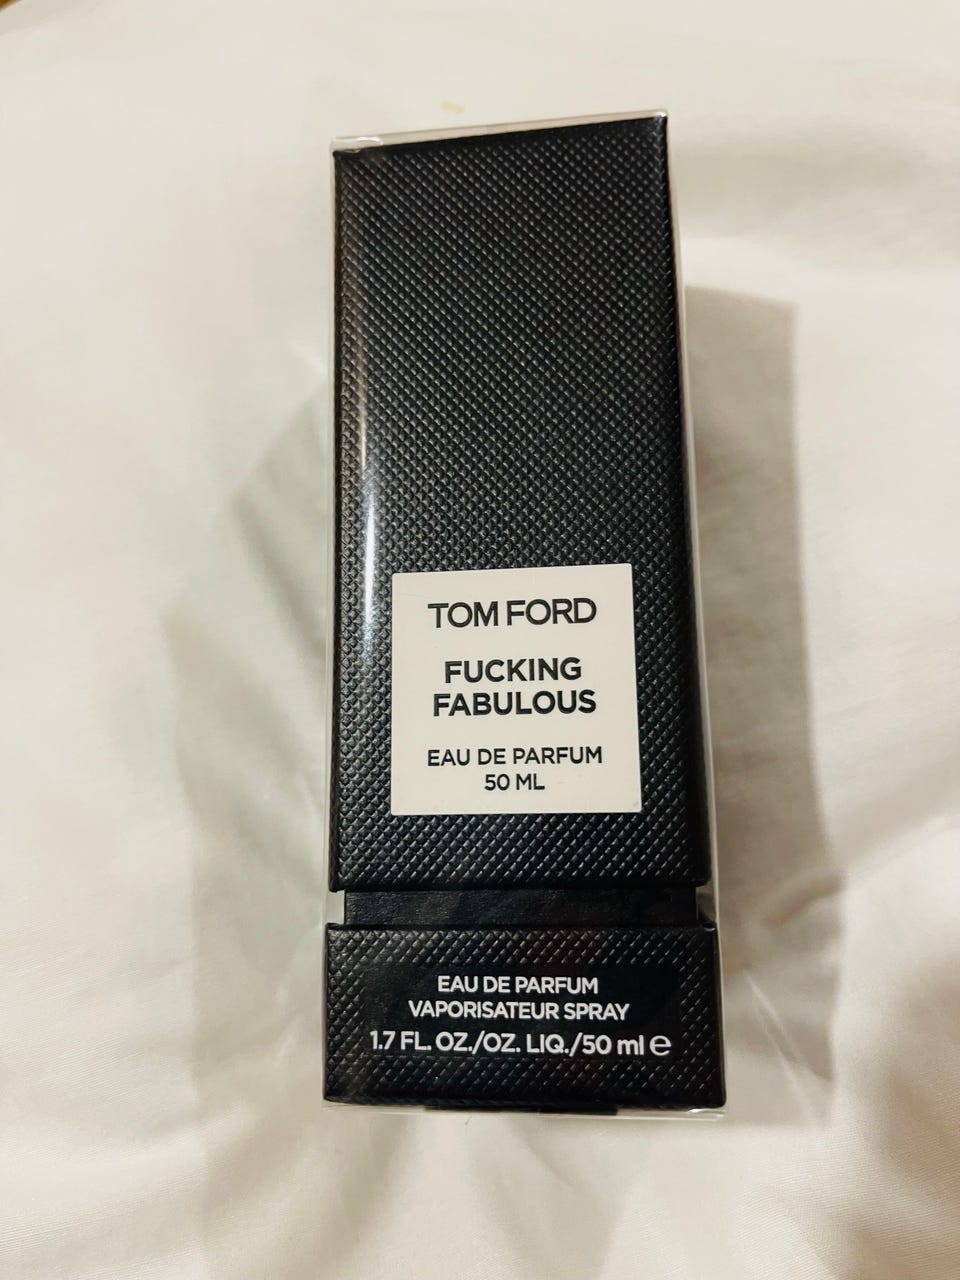 TOM FORD
FUCKING
FABULOUS
EAU DE PARFUM
50 ML
EAU DE PARFUM
VAPORISATEUR SPRAY
1.7 FL. OZ./OZ. LIQ./50 ml ℮